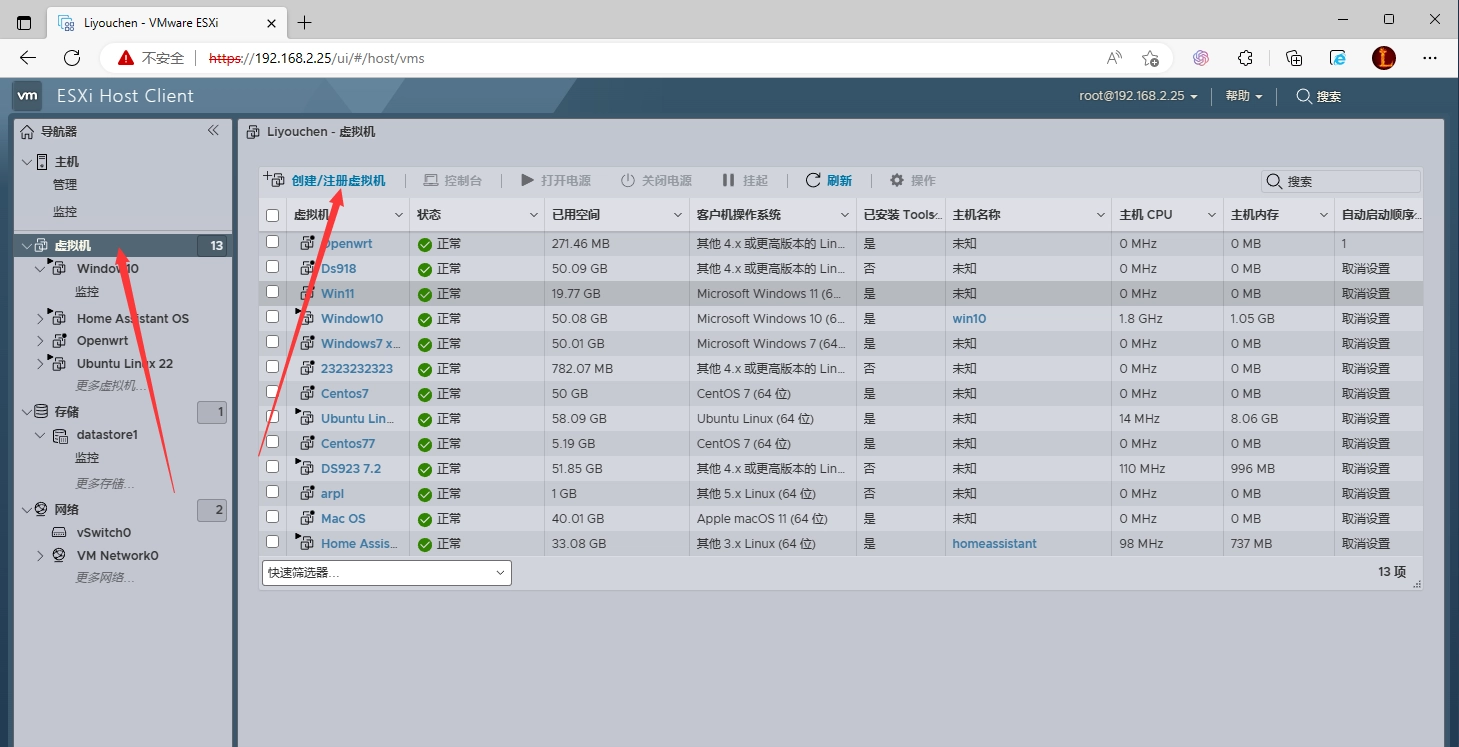 Liyouchen - VMware ESXi
不安全 https://192.168.2.25/ui/#/host/vms
vm ESXi Host Client root@192.168.2.25 帮助 搜索
导航器
主机
管理
监控
虚拟机 13
Window10
监控
Home Assistant OS
Openwrt
Ubuntu Linux 22
更多虚拟机...
存储 1
datastore1
监控
更多存储...
网络 2
vSwitch0
VM Network0
更多网络...
Liyouchen - 虚拟机
创建/注册虚拟机 控制台 打开电源 关闭电源 挂起 刷新 操作 搜索
虚拟机 状态 已用空间 客户机操作系统 已安装 Tools... 主机名称 主机 CPU 主机内存 自动启动顺序...
Openwrt 正常 271.46 MB 其他 4.x 或更高版本的 Lin... 是 未知 0 MHz 0 MB 1
Ds918 正常 50.09 GB 其他 4.x 或更高版本的 Lin... 否 未知 0 MHz 0 MB 取消设置
Win11 正常 19.77 GB Microsoft Windows 11 (6... 是 未知 0 MHz 0 MB 取消设置
Window10 正常 50.08 GB Microsoft Windows 10 (6... 是 win10 1.8 GHz 1.05 GB 取消设置
Windows7 x... 正常 50.01 GB Microsoft Windows 7 (64... 是 未知 0 MHz 0 MB 取消设置
2323232323 正常 782.07 MB 其他 4.x 或更高版本的 Lin... 否 未知 0 MHz 0 MB 取消设置
Centos7 正常 50 GB CentOS 7 (64 位) 是 未知 0 MHz 0 MB 取消设置
Ubuntu Lin... 正常 58.09 GB Ubuntu Linux (64 位) 是 未知 14 MHz 8.06 GB 取消设置
Centos77 正常 5.19 GB CentOS 7 (64 位) 是 未知 0 MHz 0 MB 取消设置
DS923 7.2 正常 51.85 GB 其他 4.x 或更高版本的 Lin... 否 未知 110 MHz 996 MB 取消设置
arpl 正常 1 GB 其他 5.x Linux (64 位) 否 未知 0 MHz 0 MB 取消设置
Mac OS 正常 40.01 GB Apple macOS 11 (64 位) 是 未知 0 MHz 0 MB 取消设置
Home Assis... 正常 33.08 GB 其他 3.x Linux (64 位) 是 homeassistant 98 MHz 737 MB 取消设置
快速筛选器... 13 项